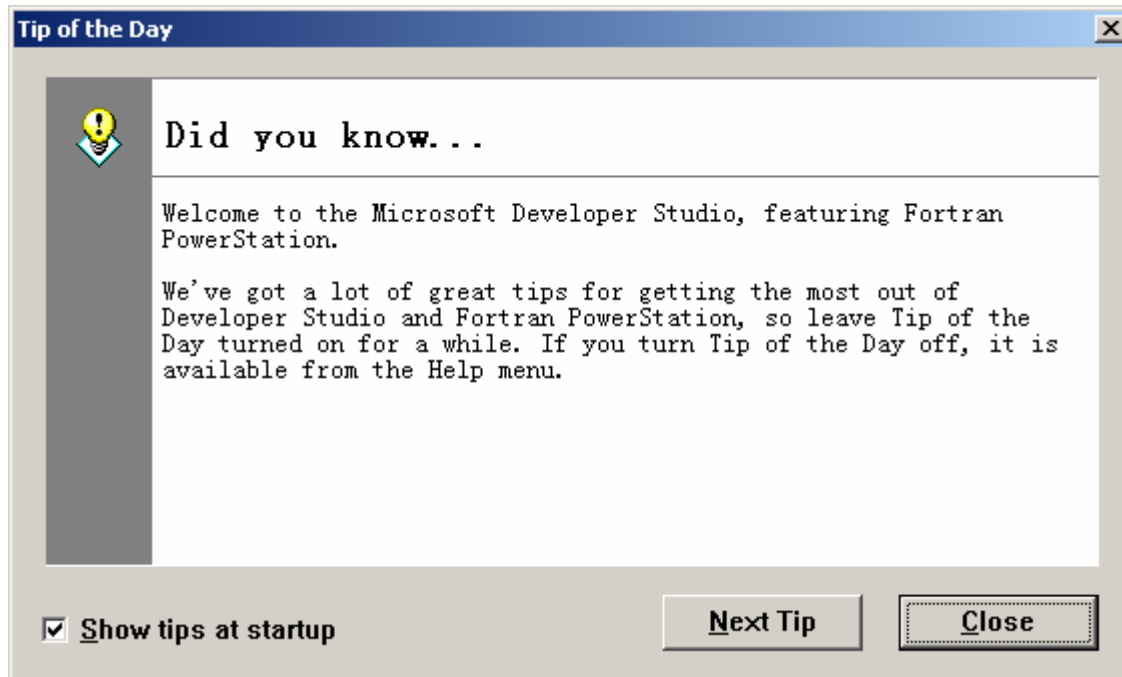 Tip of the Day
Did you know...
Welcome to the Microsoft Developer Studio, featuring Fortran
PowerStation.
We've got a lot of great tips for getting the most out of
Developer Studio and Fortran PowerStation, so leave Tip of the
Day turned on for a while. If you turn Tip of the Day off, it is
available from the Help menu.
Show tips at startup
Next Tip
Close